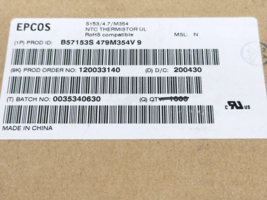 EPCOS
S153/4.7/M354
NTC THERMISTOR UL
RoHS compatible
MSL: N
(1P) PROD ID: B57153S 479M354V 9
(9K) PROD ORDER NO: 120033140 (D) D/C: 200430
(T) BATCH NO: 0035340630 (Q) QTY: 1000
MADE IN CHINA